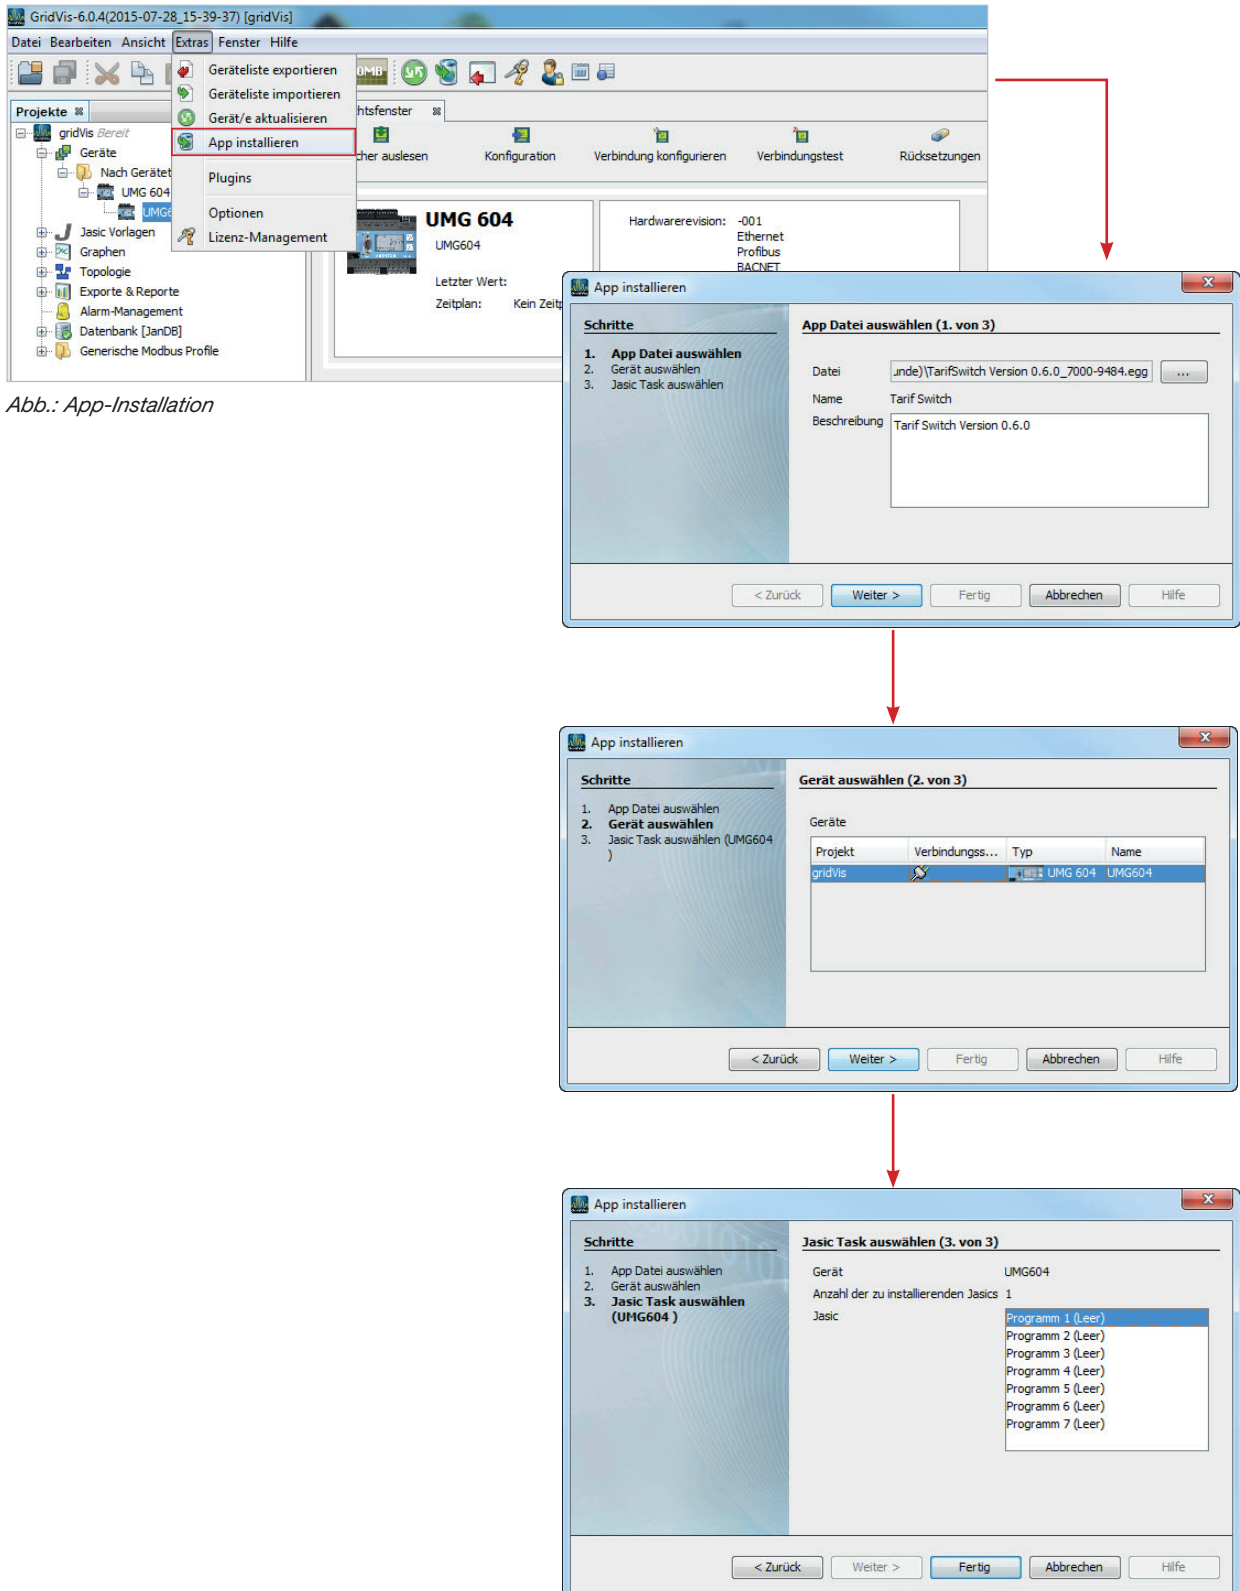 GridVis-6.0.4(2015-07-28_15-39-37) [gridVis]
Datei Bearbeiten Ansicht Extras Fenster Hilfe
Geräteliste exportieren
Geräteliste importieren
Gerät/e aktualisieren
App installieren
Plugins
Optionen
Lizenz-Management
Projekte
gridVis Bereit
Geräte
Nach Gerätet
UMG 604
UMG6
Jasic Vorlagen
Graphen
Topologie
Exporte & Reporte
Alarm-Management
Datenbank [JanDB]
Generische Modbus Profile
htsfenster
cher auslesen
Konfiguration
Verbindung konfigurieren
Verbindungstest
Rücksetzungen
UMG 604
UMG604
Letzter Wert:
Zeitplan: Kein Zeitp
Hardwarerevision: -001
Ethernet
Profibus
BACNET
Abb.: App-Installation
App installieren
Schritte
1. App Datei auswählen
2. Gerät auswählen
3. Jasic Task auswählen
App Datei auswählen (1. von 3)
Datei unde)\TarifSwitch Version 0.6.0_7000-9484.egg ...
Name Tarif Switch
Beschreibung Tarif Switch Version 0.6.0
< Zurück Weiter > Fertig Abbrechen Hilfe
App installieren
Schritte
1. App Datei auswählen
2. Gerät auswählen
3. Jasic Task auswählen (UMG604
)
Gerät auswählen (2. von 3)
Geräte
Projekt Verbindungss... Typ Name
gridVis UMG 604 UMG604
< Zurück Weiter > Fertig Abbrechen Hilfe
App installieren
Schritte
1. App Datei auswählen
2. Gerät auswählen
3. Jasic Task auswählen
(UMG604 )
Jasic Task auswählen (3. von 3)
Gerät UMG604
Anzahl der zu installierenden Jasics 1
Jasic
Programm 1 (Leer)
Programm 2 (Leer)
Programm 3 (Leer)
Programm 4 (Leer)
Programm 5 (Leer)
Programm 6 (Leer)
Programm 7 (Leer)
< Zurück Weiter > Fertig Abbrechen Hilfe